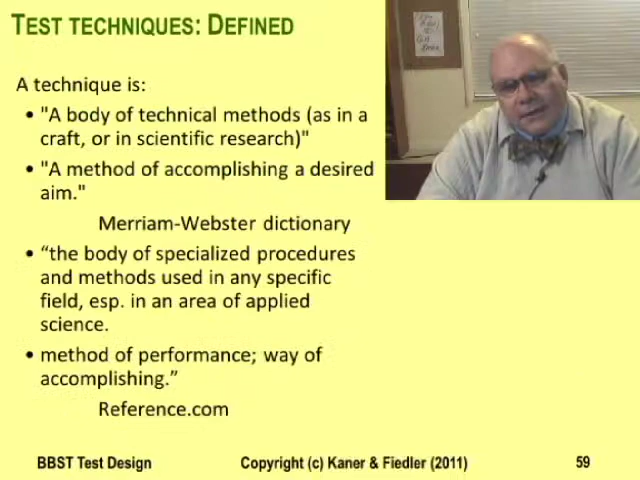 TEST TECHNIQUES: DEFINED
A technique is:
• "A body of technical methods (as in a
craft, or in scientific research)"
• "A method of accomplishing a desired
aim."
Merriam-Webster dictionary
• “the body of specialized procedures
and methods used in any specific
field, esp. in an area of applied
science.
• method of performance; way of
accomplishing.”
Reference.com
BBST Test Design
Copyright (c) Kaner & Fiedler (2011)
59